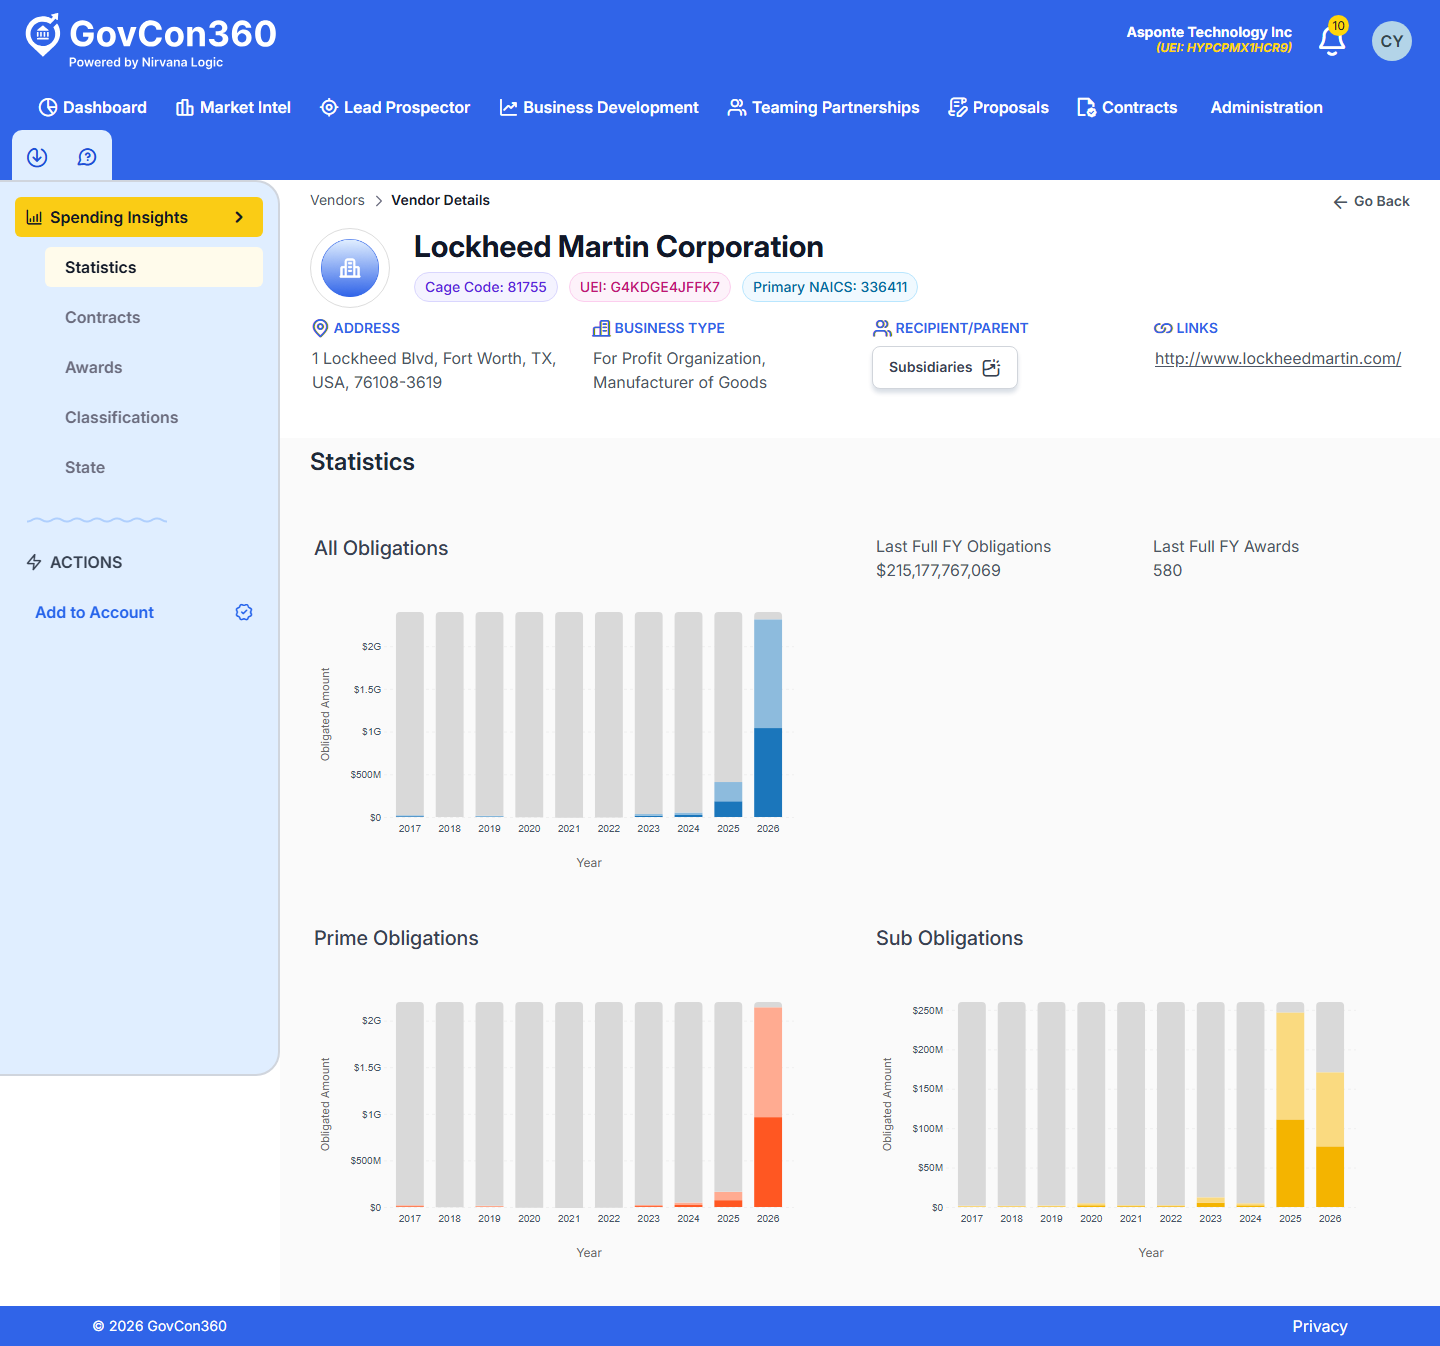 GovCon360
Powered by Nirvana Logic
Asponte Technology Inc
(UEI: HYPCPMX1HCR9)
10
CY
Dashboard
Market Intel
Lead Prospector
Business Development
Teaming Partnerships
Proposals
Contracts
Administration
Spending Insights
Statistics
Contracts
Awards
Classifications
State
ACTIONS
Add to Account
Vendors
Vendor Details
Go Back
Lockheed Martin Corporation
Cage Code: 81755
UEI: G4KDGE4JFFK7
Primary NAICS: 336411
ADDRESS
1 Lockheed Blvd, Fort Worth, TX,
USA, 76108-3619
BUSINESS TYPE
For Profit Organization,
Manufacturer of Goods
RECIPIENT/PARENT
Subsidiaries
LINKS
http://www.lockheedmartin.com/
Statistics
All Obligations
Last Full FY Obligations
$215,177,767,069
Last Full FY Awards
580
Obligated Amount
$2G
$1.5G
$1G
$500M
$0
2017 2018 2019 2020 2021 2022 2023 2024 2025 2026
Year
Prime Obligations
Obligated Amount
$2G
$1.5G
$1G
$500M
$0
2017 2018 2019 2020 2021 2022 2023 2024 2025 2026
Year
Sub Obligations
Obligated Amount
$250M
$200M
$150M
$100M
$50M
$0
2017 2018 2019 2020 2021 2022 2023 2024 2025 2026
Year
© 2026 GovCon360
Privacy